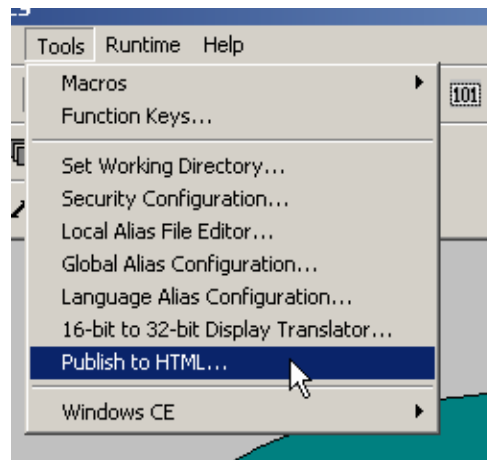 Tools Runtime Help
Macros
101
Function Keys...
Set Working Directory...
Security Configuration...
Local Alias File Editor...
Global Alias Configuration...
Language Alias Configuration...
16-bit to 32-bit Display Translator...
Publish to HTML...
Windows CE